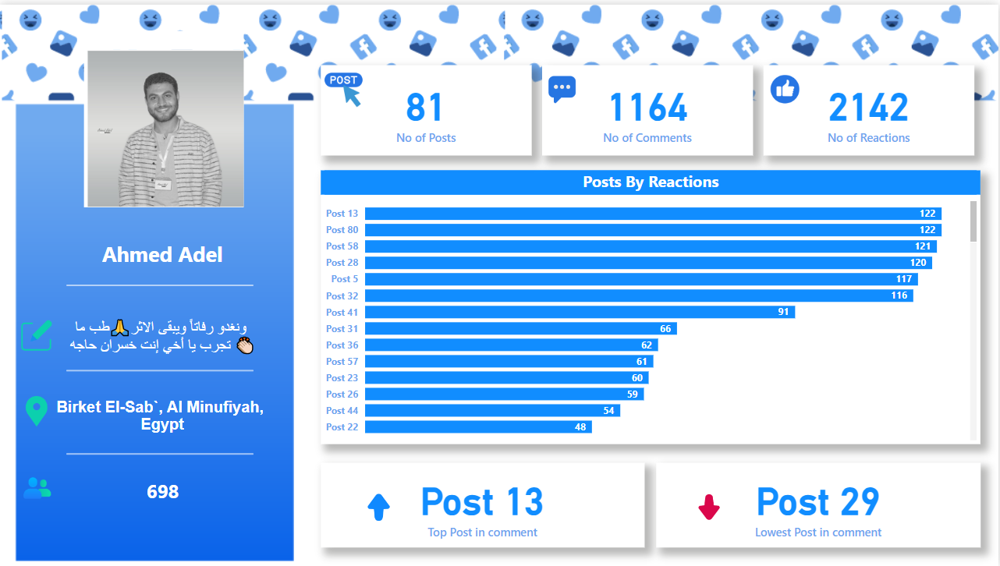 POST
81
No of Posts
1164
No of Comments
2142
No of Reactions
Ahmed Adel
ونغدو رفاتاً ويبقى الاثر🙏طب ما
تجرب يا أخي إنت خسران حاجه 👏🏻
Birket El-Sab`, Al Minufiyah,
Egypt
698
Posts By Reactions
Post 13 122
Post 80 122
Post 58 121
Post 28 120
Post 5 117
Post 32 116
Post 41 91
Post 31 66
Post 36 62
Post 57 61
Post 23 60
Post 26 59
Post 44 54
Post 22 48
Post 13
Top Post in comment
Post 29
Lowest Post in comment